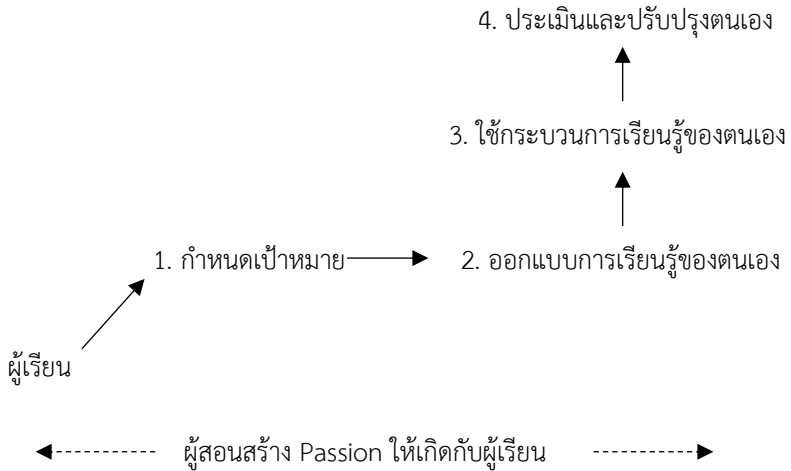 4. ประเมินและปรับปรุงตนเอง
3. ใช้กระบวนการเรียนรู้ของตนเอง
1. กำหนดเป้าหมาย
2. ออกแบบการเรียนรู้ของตนเอง
ผู้เรียน
ผู้สอนสร้าง Passion ให้เกิดกับผู้เรียน